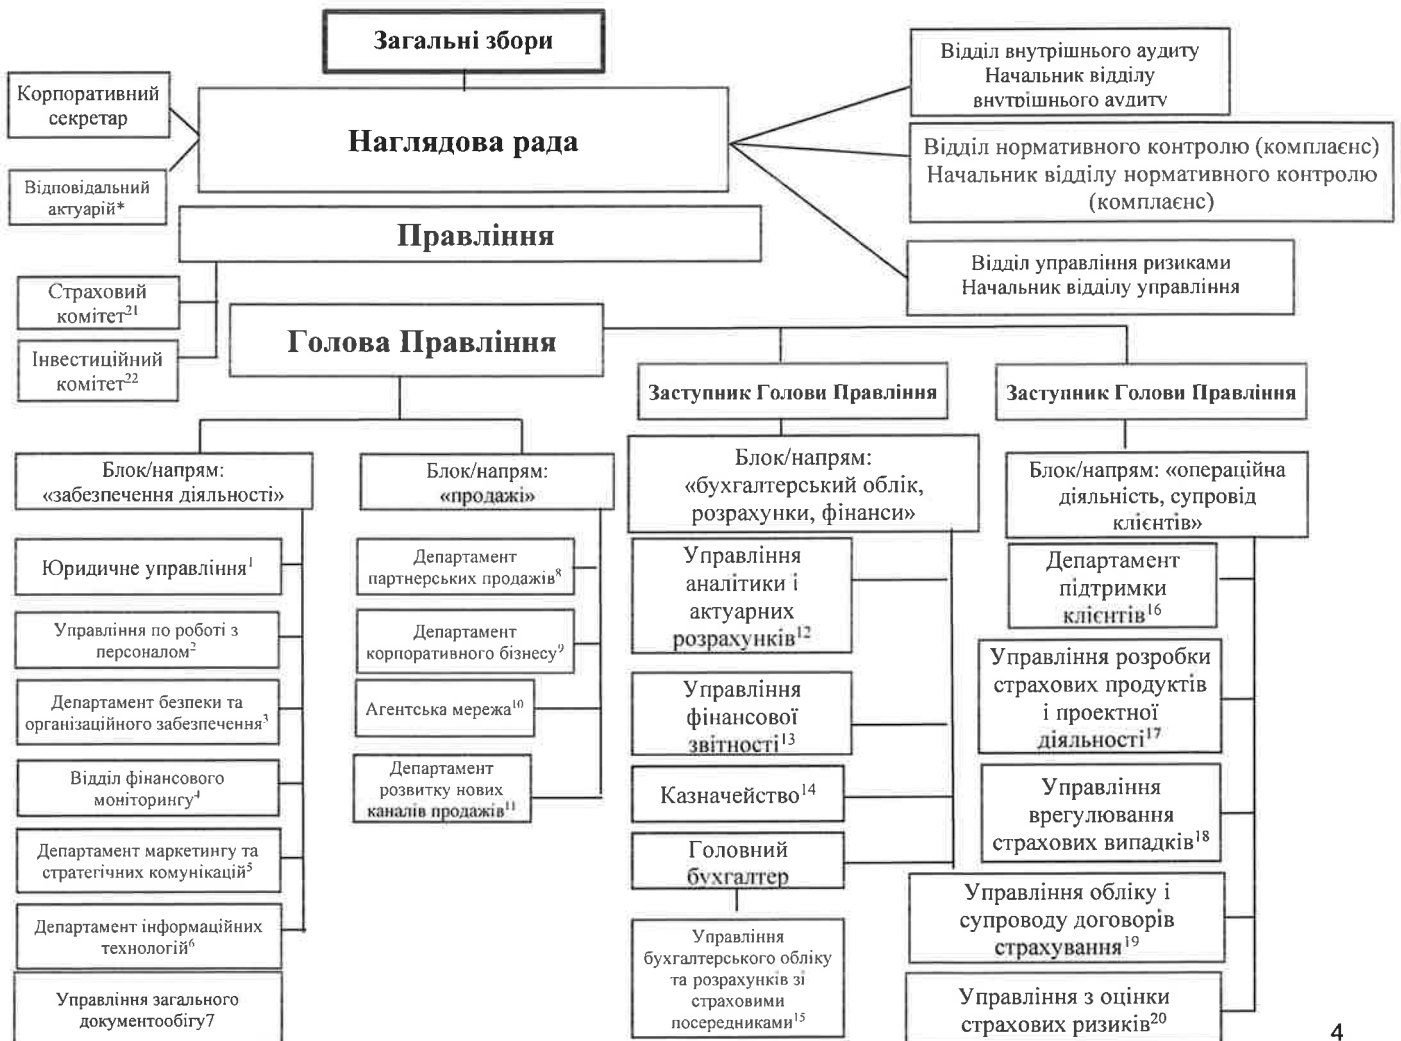 Загальні збори
Корпоративний
секретар
Наглядова рада
Відповідальний
актуарій*
Відділ внутрішнього аудиту
Начальник відділу
внутрішнього аудиту
Відділ нормативного контролю (комплаєнс)
Начальник відділу нормативного контролю
(комплаєнс)
Відділ управління ризиками
Начальник відділу управління
Правління
Страховий
комітет²¹
Інвестиційний
комітет²²
Голова Правління
Заступник Голови Правління
Заступник Голови Правління
Блок/напрям:
«забезпечення діяльності»
Юридичне управління¹
Управління по роботі з
персоналом²
Департамент безпеки та
організаційного забезпечення³
Відділ фінансового
моніторингу⁴
Департамент маркетингу та
стратегічних комунікацій⁵
Департамент інформаційних
технологій⁶
Управління загального
документообігу7
Блок/напрям:
«продажі»
Департамент
партнерських продажів⁸
Департамент
корпоративного бізнесу⁹
Агентська мережа¹⁰
Департамент
розвитку нових
каналів продажів¹¹
Блок/напрям:
«бухгалтерський облік,
розрахунки, фінанси»
Управління
аналітики і
актуарних
розрахунків¹²
Управління
фінансової
звітності¹³
Казначейство¹⁴
Головний
бухгалтер
Управління
бухгалтерського обліку
та розрахунків зі
страховими
посередниками¹⁵
Блок/напрям: «операційна
діяльність, супровід
клієнтів»
Департамент
підтримки
клієнтів¹⁶
Управління розробки
страхових продуктів
і проектної
діяльності¹⁷
Управління
врегулювання
страхових випадків¹⁸
Управління обліку і
супроводу договорів
страхування¹⁹
Управління з оцінки
страхових ризиків²⁰
4